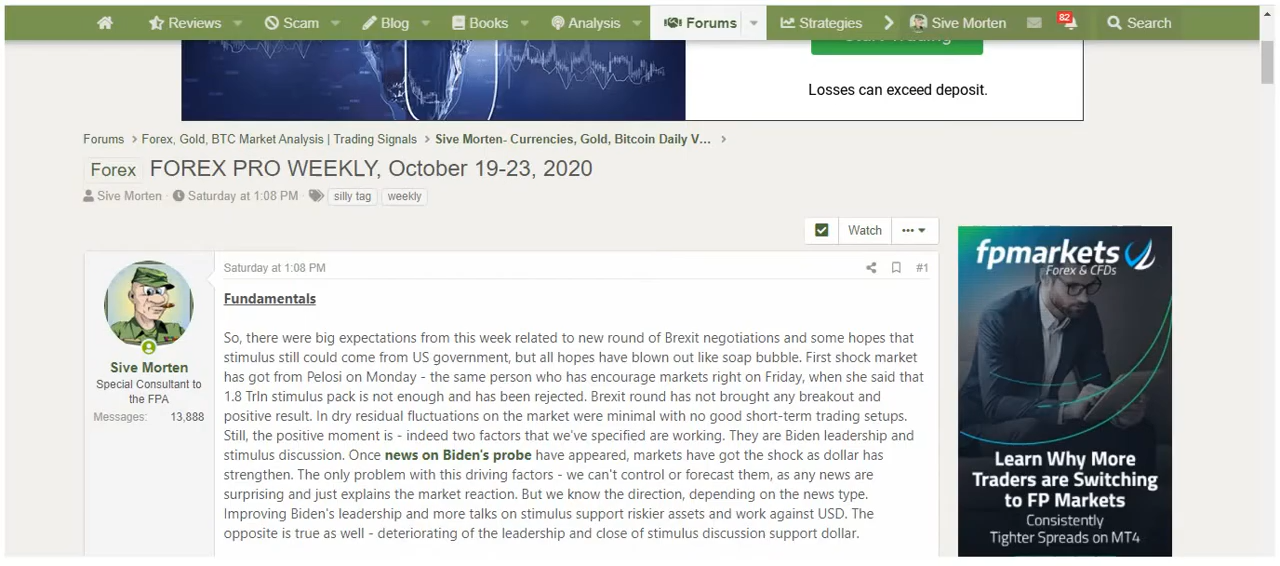 Reviews Scam Blog Books Analysis Forums Strategies Sive Morten 82 Search
Losses can exceed deposit.
Forums > Forex, Gold, BTC Market Analysis | Trading Signals > Sive Morten- Currencies, Gold, Bitcoin Daily V... >
Forex FOREX PRO WEEKLY, October 19-23, 2020
Sive Morten · Saturday at 1:08 PM · silly tag weekly
Watch
Saturday at 1:08 PM #1
Sive Morten
Special Consultant to
the FPA
Messages: 13,888
Fundamentals
So, there were big expectations from this week related to new round of Brexit negotiations and some hopes that
stimulus still could come from US government, but all hopes have blown out like soap bubble. First shock market
has got from Pelosi on Monday - the same person who has encourage markets right on Friday, when she said that
1.8 Trln stimulus pack is not enough and has been rejected. Brexit round has not brought any breakout and
positive result. In dry residual fluctuations on the market were minimal with no good short-term trading setups.
Still, the positive moment is - indeed two factors that we've specified are working. They are Biden leadership and
stimulus discussion. Once news on Biden's probe have appeared, markets have got the shock as dollar has
strengthen. The only problem with this driving factors - we can't control or forecast them, as any news are
surprising and just explains the market reaction. But we know the direction, depending on the news type.
Improving Biden's leadership and more talks on stimulus support riskier assets and work against USD. The
opposite is true as well - deteriorating of the leadership and close of stimulus discussion support dollar.
fpmarkets
Forex & CFDs
Learn Why More
Traders are Switching
to FP Markets
Consistently
Tighter Spreads on MT4